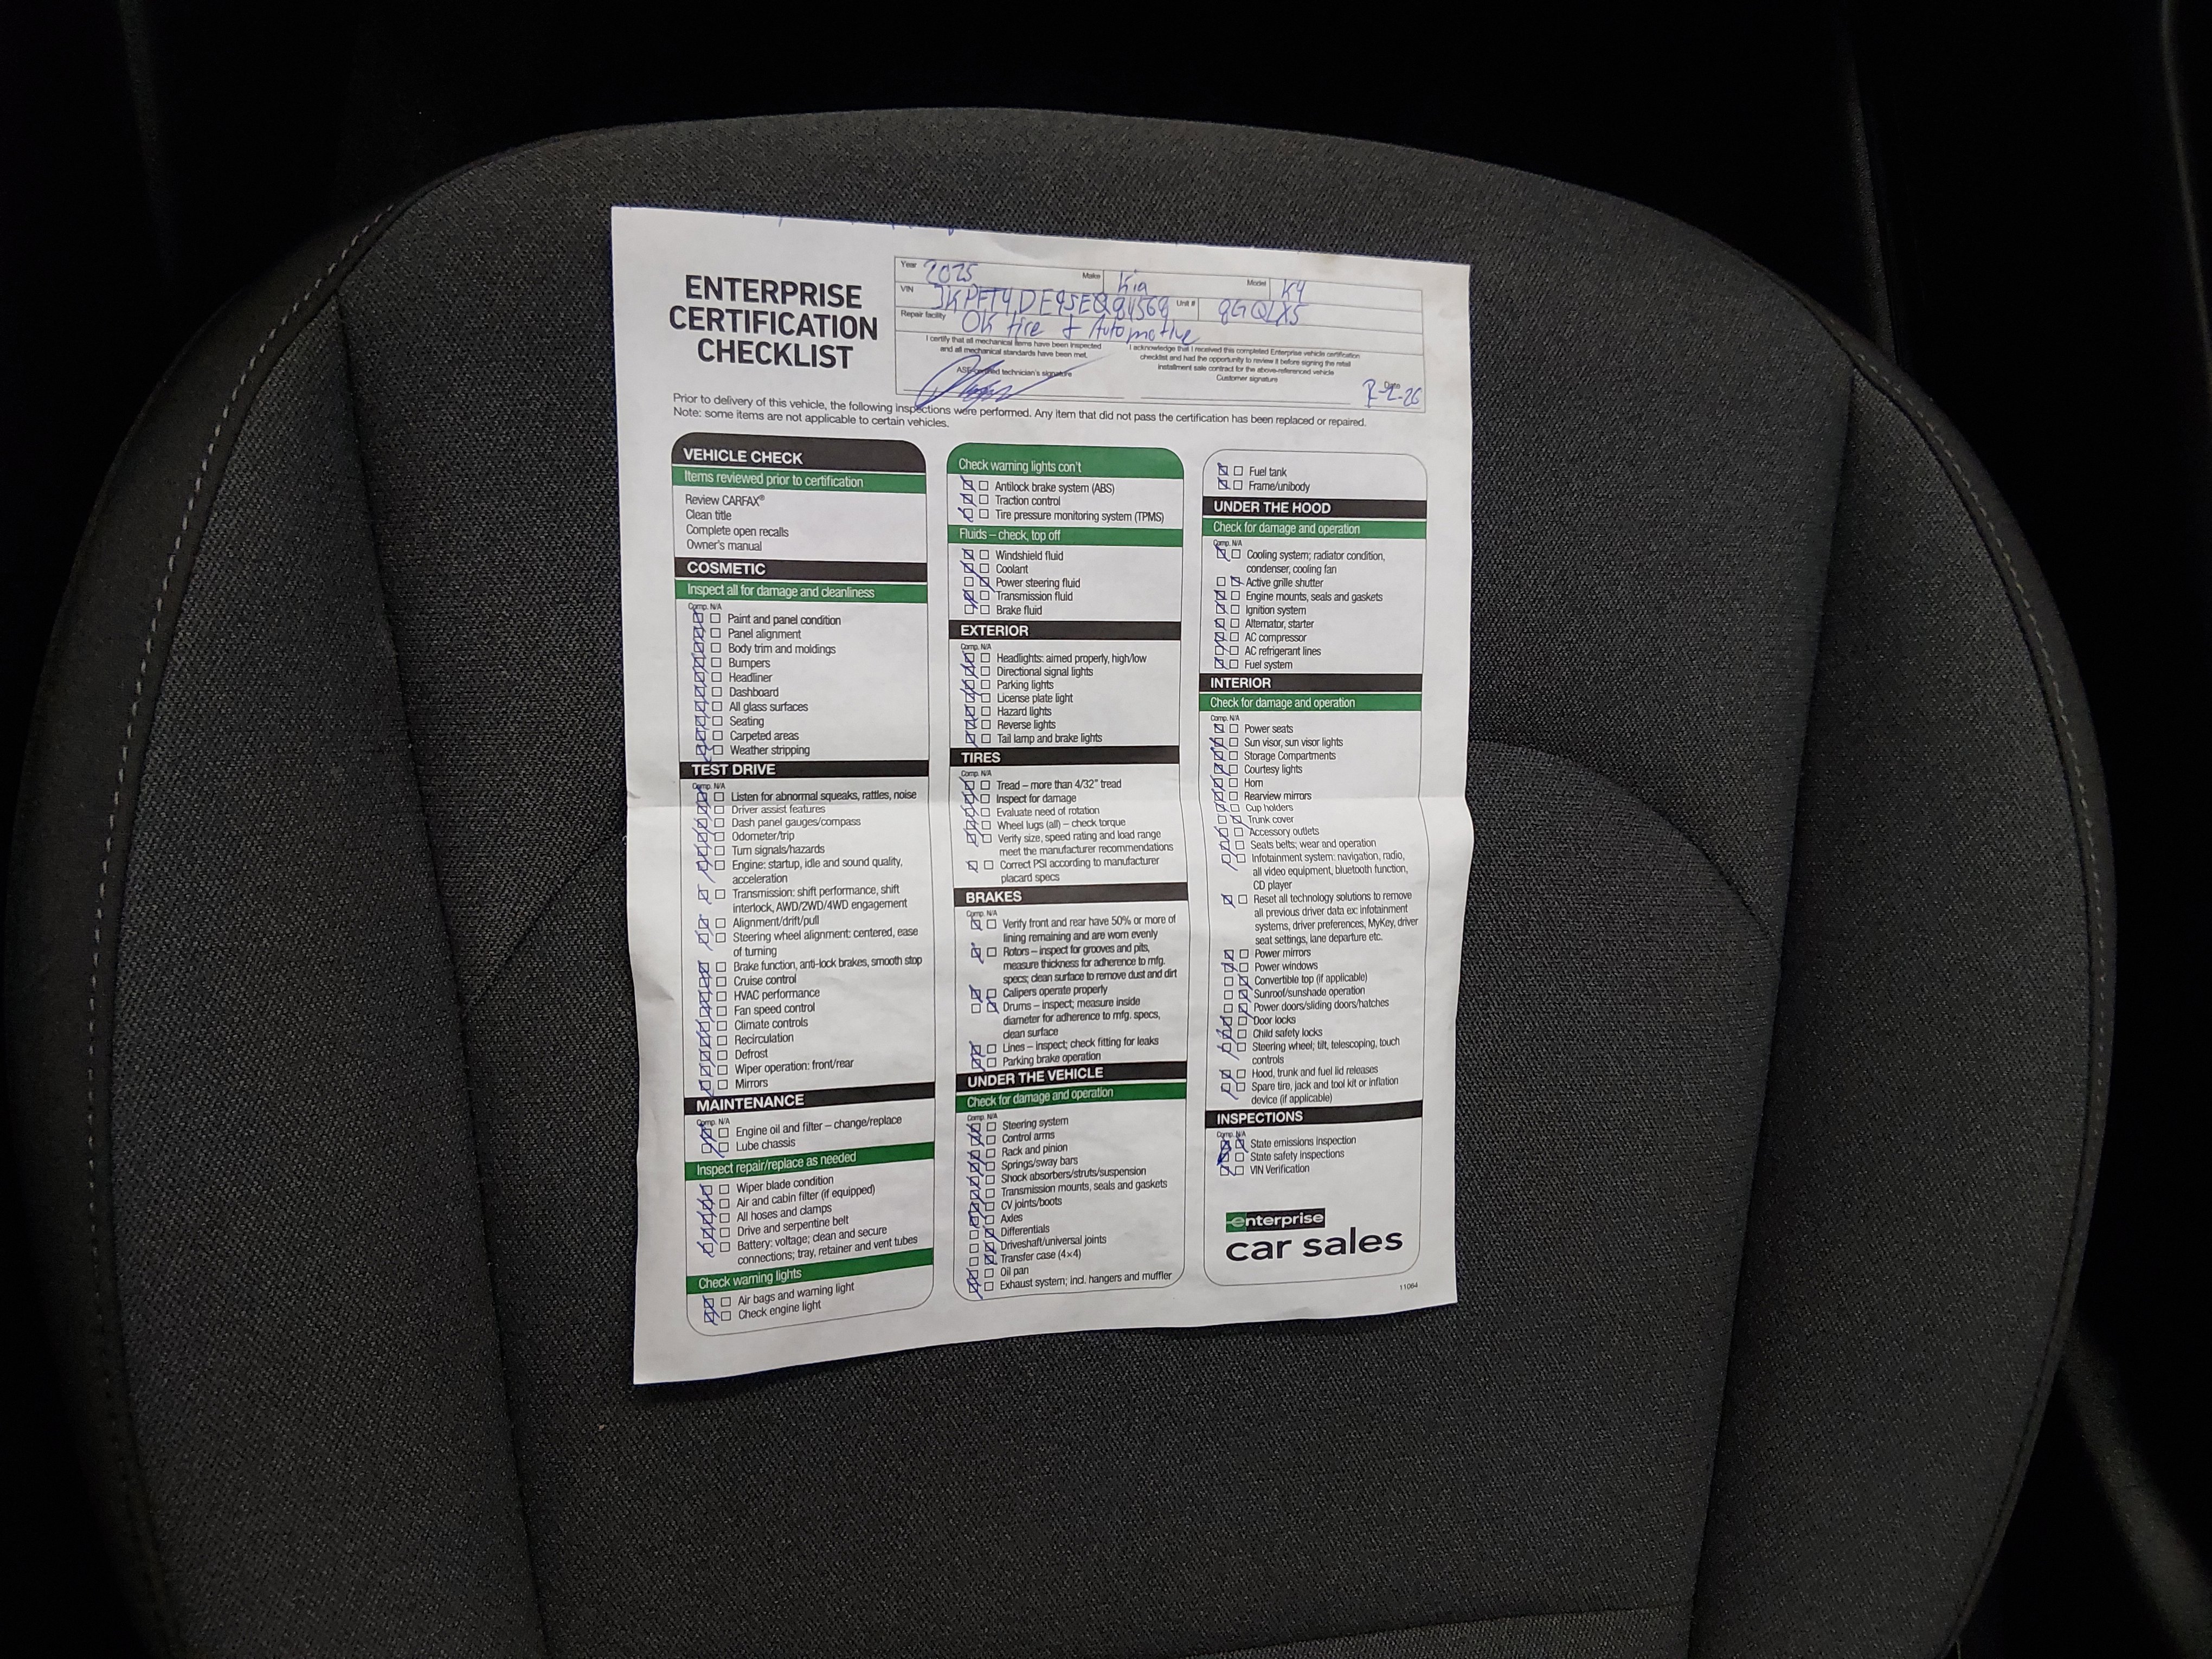 ENTERPRISE
CERTIFICATION
CHECKLIST
Year 2025 Make Kia Model K4
VIN Unit #
Repair facility OK tire & Automotive
I certify that all mechanical items have been inspected
and all mechanical standards have been met.
ASE-certified technician's signature
I acknowledge that I received this completed Enterprise vehicle certification
checklist and had the opportunity to review it before signing the retail
installment sale contract for the above-referenced vehicle
Customer signature
Date
Prior to delivery of this vehicle, the following inspections were performed. Any item that did not pass the certification has been replaced or repaired.
Note: some items are not applicable to certain vehicles.
VEHICLE CHECK
Items reviewed prior to certification
Review CARFAX®
Clean title
Complete open recalls
Owner's manual
COSMETIC
Inspect all for damage and cleanliness
Comp. N/A
Paint and panel condition
Panel alignment
Body trim and moldings
Bumpers
Headliner
Dashboard
All glass surfaces
Seating
Carpeted areas
Weather stripping
TEST DRIVE
Comp. N/A
Listen for abnormal squeaks, rattles, noise
Driver assist features
Dash panel gauges/compass
Odometer/trip
Turn signals/hazards
Engine: startup, idle and sound quality,
acceleration
Transmission: shift performance, shift
interlock, AWD/2WD/4WD engagement
Alignment/drift/pull
Steering wheel alignment: centered, ease
of turning
Brake function, anti-lock brakes, smooth stop
Cruise control
HVAC performance
Fan speed control
Climate controls
Recirculation
Defrost
Wiper operation: front/rear
Mirrors
MAINTENANCE
Comp. N/A
Engine oil and filter – change/replace
Lube chassis
Inspect repair/replace as needed
Wiper blade condition
Air and cabin filter (if equipped)
All hoses and clamps
Drive and serpentine belt
Battery: voltage; clean and secure
connections; tray, retainer and vent tubes
Check warning lights
Air bags and warning light
Check engine light
Check warning lights con't
Antilock brake system (ABS)
Traction control
Tire pressure monitoring system (TPMS)
Fluids – check, top off
Windshield fluid
Coolant
Power steering fluid
Transmission fluid
Brake fluid
EXTERIOR
Comp. N/A
Headlights: aimed properly, high/low
Directional signal lights
Parking lights
License plate light
Hazard lights
Reverse lights
Tail lamp and brake lights
TIRES
Comp. N/A
Tread – more than 4/32" tread
Inspect for damage
Evaluate need of rotation
Wheel lugs (all) – check torque
Verify size, speed rating and load range
meet the manufacturer recommendations
Correct PSI according to manufacturer
placard specs
BRAKES
Comp. N/A
Verify front and rear have 50% or more of
lining remaining and are worn evenly
Rotors – inspect for grooves and pits,
measure thickness for adherence to mfg.
specs; clean surface to remove dust and dirt
Calipers operate properly
Drums – inspect; measure inside
diameter for adherence to mfg. specs,
clean surface
Lines – inspect; check fitting for leaks
Parking brake operation
UNDER THE VEHICLE
Check for damage and operation
Comp. N/A
Steering system
Control arms
Rack and pinion
Springs/sway bars
Shock absorbers/struts/suspension
Transmission mounts, seals and gaskets
CV joints/boots
Axles
Differentials
Driveshaft/universal joints
Transfer case (4×4)
Oil pan
Exhaust system; incl. hangers and muffler
Fuel tank
Frame/unibody
UNDER THE HOOD
Check for damage and operation
Comp. N/A
Cooling system; radiator condition,
condenser, cooling fan
Active grille shutter
Engine mounts, seals and gaskets
Ignition system
Alternator, starter
AC compressor
AC refrigerant lines
Fuel system
INTERIOR
Check for damage and operation
Comp. N/A
Power seats
Sun visor, sun visor lights
Storage Compartments
Courtesy lights
Horn
Rearview mirrors
Cup holders
Trunk cover
Accessory outlets
Seats belts; wear and operation
Infotainment system: navigation, radio,
all video equipment, bluetooth function,
CD player
Reset all technology solutions to remove
all previous driver data ex: infotainment
systems, driver preferences, MyKey, driver
seat settings, lane departure etc.
Power mirrors
Power windows
Convertible top (if applicable)
Sunroof/sunshade operation
Power doors/sliding doors/hatches
Door locks
Child safety locks
Steering wheel; tilt, telescoping, touch
controls
Hood, trunk and fuel lid releases
Spare tire, jack and tool kit or inflation
device (if applicable)
INSPECTIONS
Comp. N/A
State emissions inspection
State safety inspections
VIN Verification
enterprise
car sales
11064